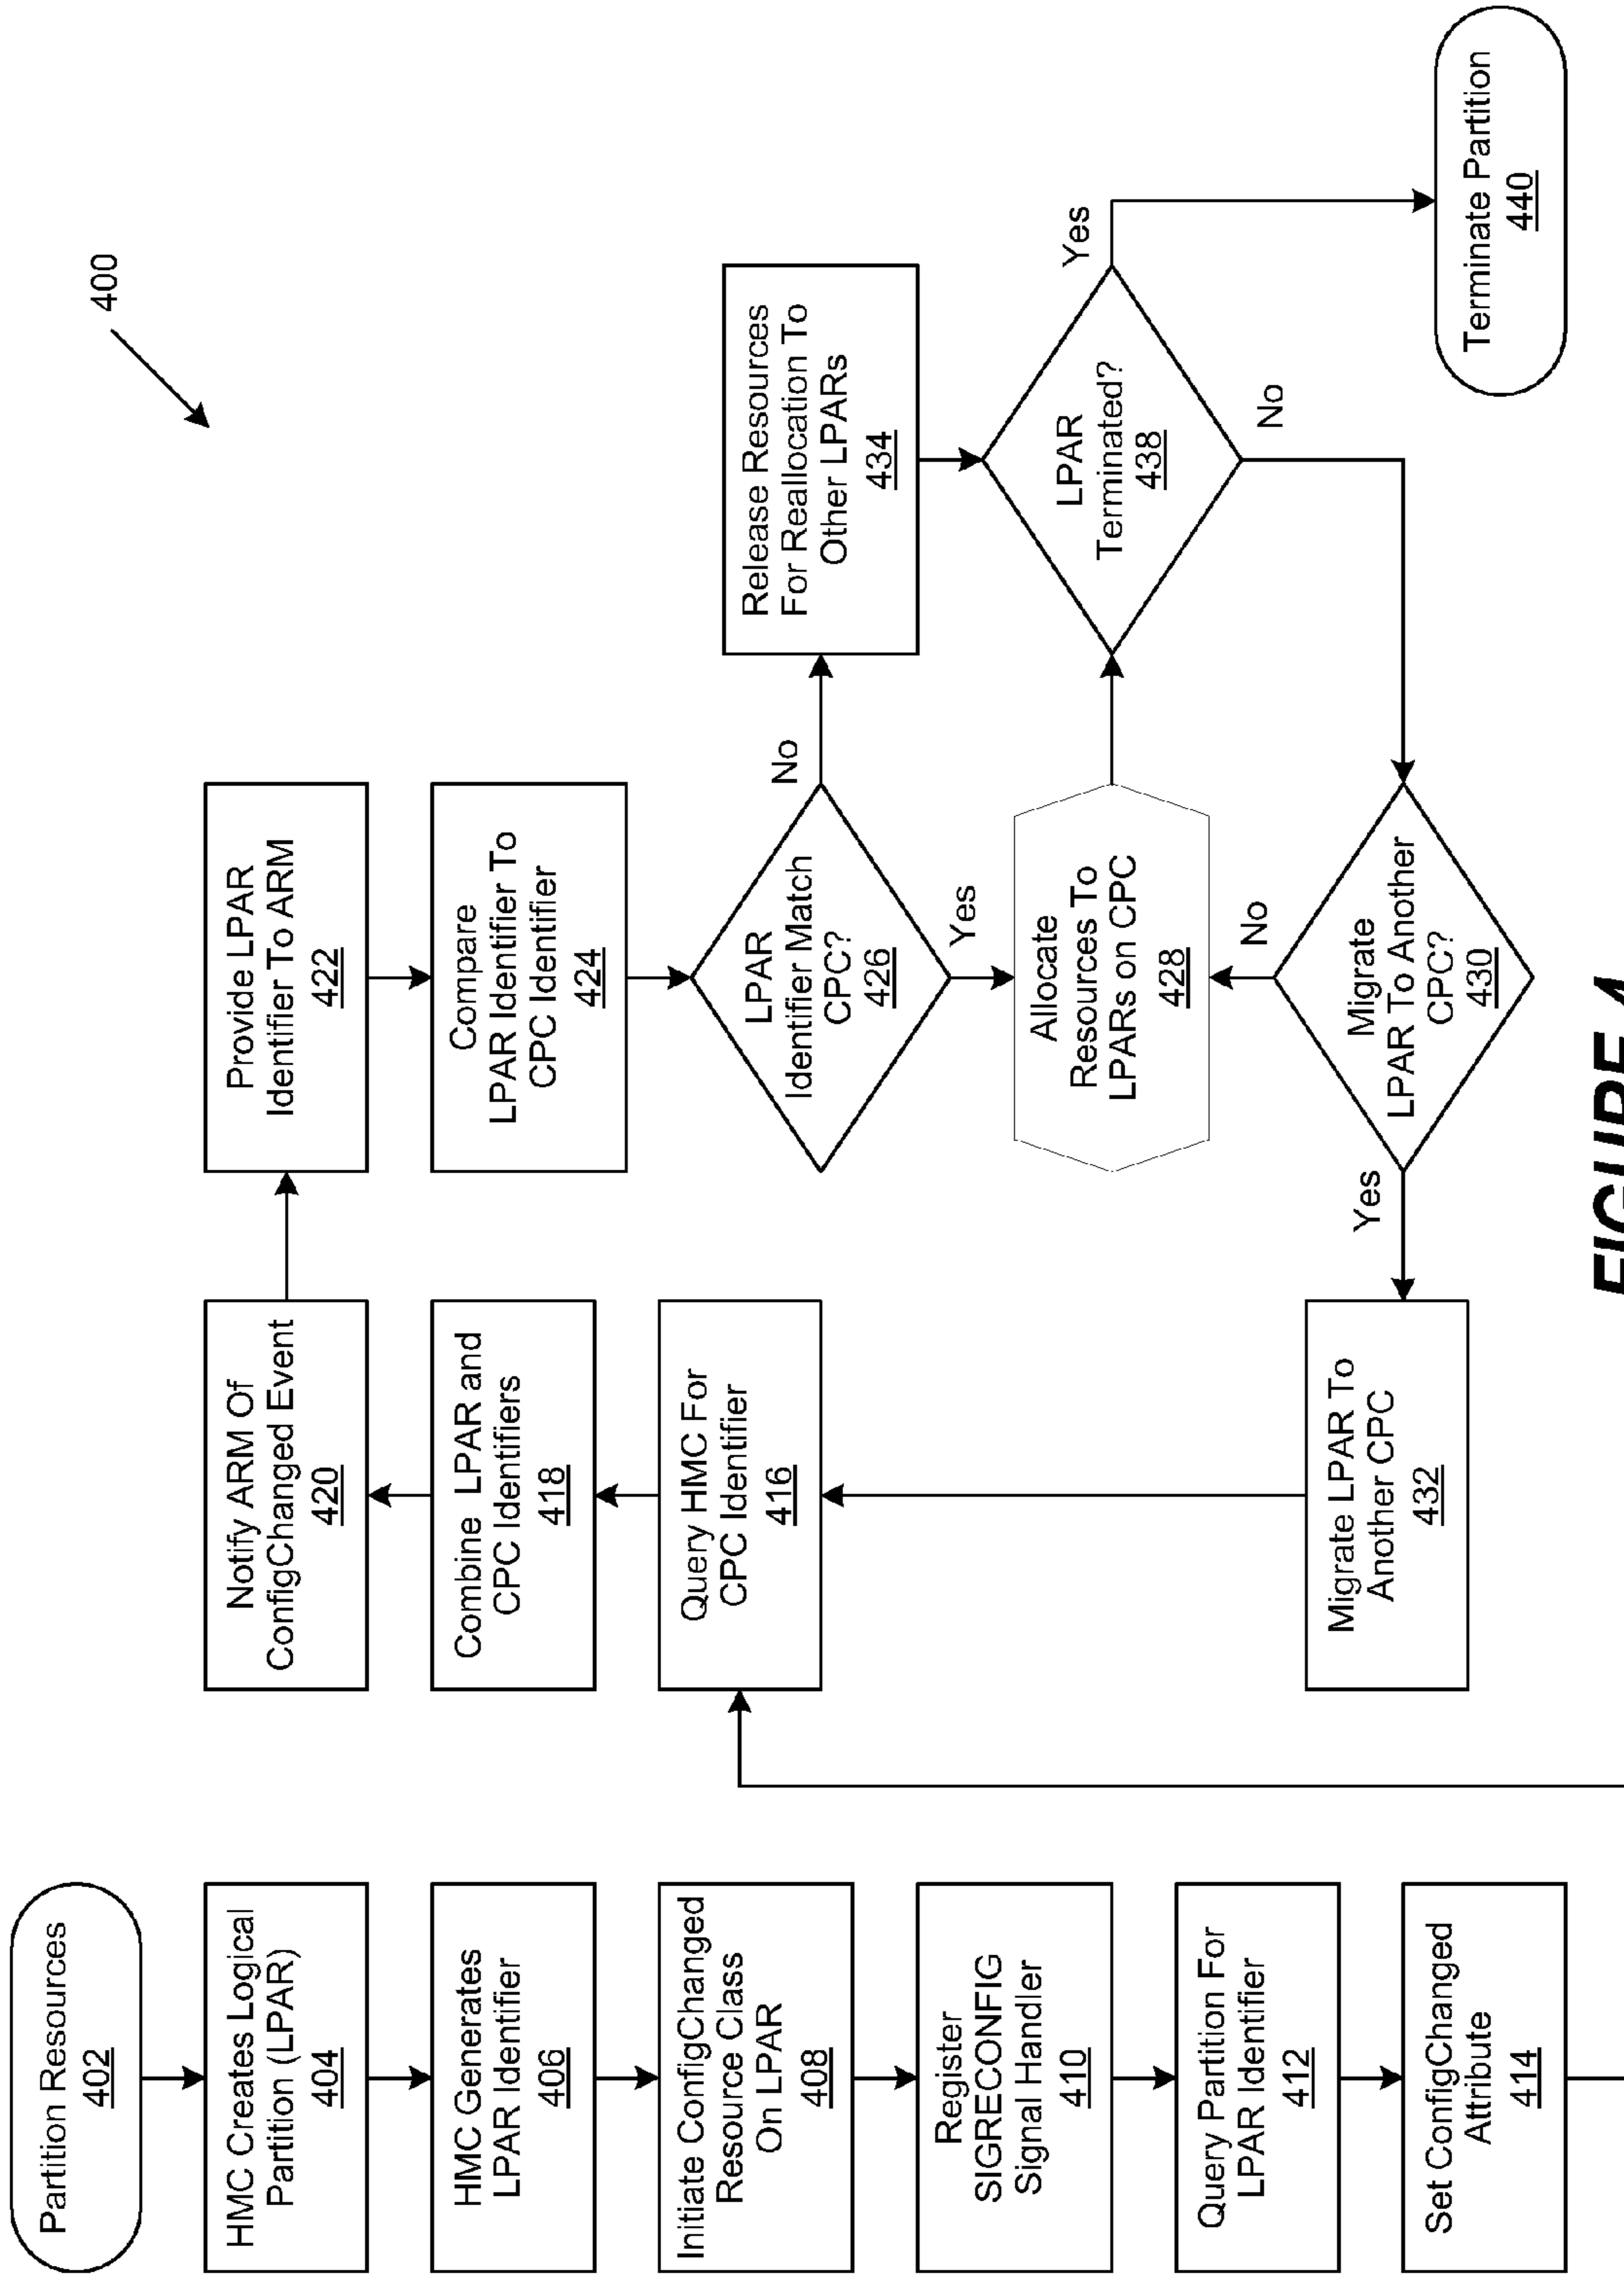 400
Partition Resources
402
HMC Creates Logical
Partition (LPAR)
404
HMC Generates
LPAR Identifier
406
Initiate ConfigChanged
Resource Class
On LPAR
408
Register
SIGRECONFIG
Signal Handler
410
Query Partition For
LPAR Identifier
412
Set ConfigChanged
Attribute
414
Notify ARM Of
ConfigChanged Event
420
Combine LPAR and
CPC Identifiers
418
Query HMC For
CPC Identifier
416
Migrate LPAR To
Another CPC
432
Provide LPAR
Identifier To ARM
422
Compare
LPAR Identifier To
CPC Identifier
424
LPAR
Identifier Match
CPC?
426
No
Yes
Allocate
Resources To
LPARs on CPC
428
No
Migrate
LPAR To Another
CPC?
430
Yes
Release Resources
For Reallocation To
Other LPARs
434
LPAR
Terminated?
438
Yes
No
Terminate Partition
440
FIGURE 4